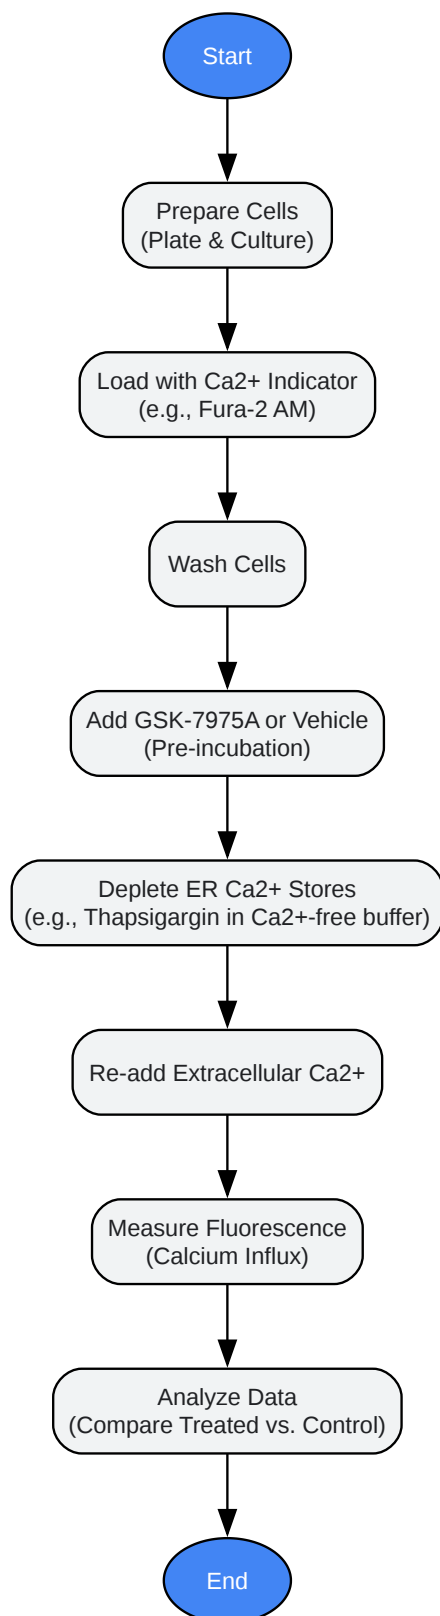 Start
Prepare Cells
(Plate & Culture)
Load with Ca2+ Indicator
(e.g., Fura-2 AM)
Wash Cells
Add GSK-7975A or Vehicle
(Pre-incubation)
Deplete ER Ca2+ Stores
(e.g., Thapsigargin in Ca2+-free buffer)
Re-add Extracellular Ca2+
Measure Fluorescence
(Calcium Influx)
Analyze Data
(Compare Treated vs. Control)
End